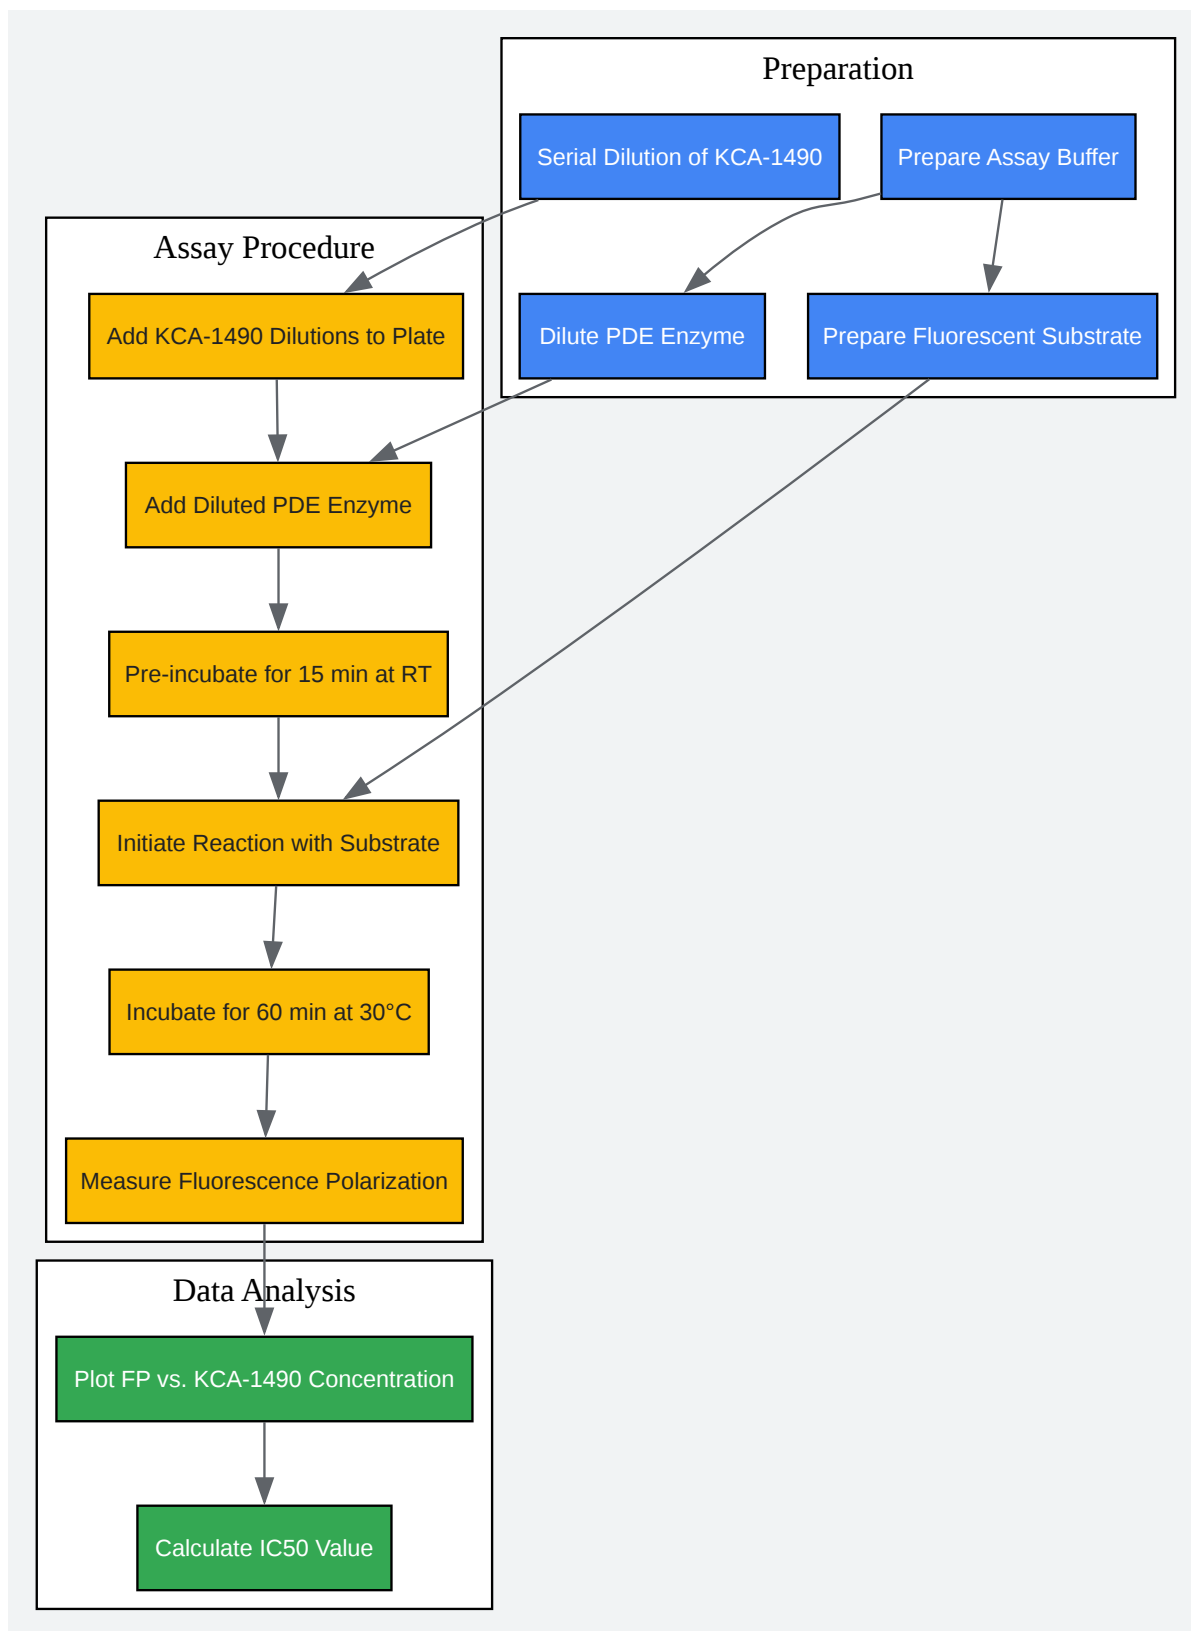 Preparation
Serial Dilution of KCA-1490
Prepare Assay Buffer
Dilute PDE Enzyme
Prepare Fluorescent Substrate
Assay Procedure
Add KCA-1490 Dilutions to Plate
Add Diluted PDE Enzyme
Pre-incubate for 15 min at RT
Initiate Reaction with Substrate
Incubate for 60 min at 30°C
Measure Fluorescence Polarization
Data Analysis
Plot FP vs. KCA-1490 Concentration
Calculate IC50 Value